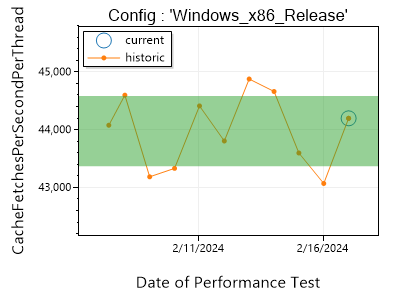 Config : 'Windows_x86_Release'
CacheFetchesPerSecondPerThread
current
historic
45,000
44,000
43,000
2/11/2024
2/16/2024
Date of Performance Test